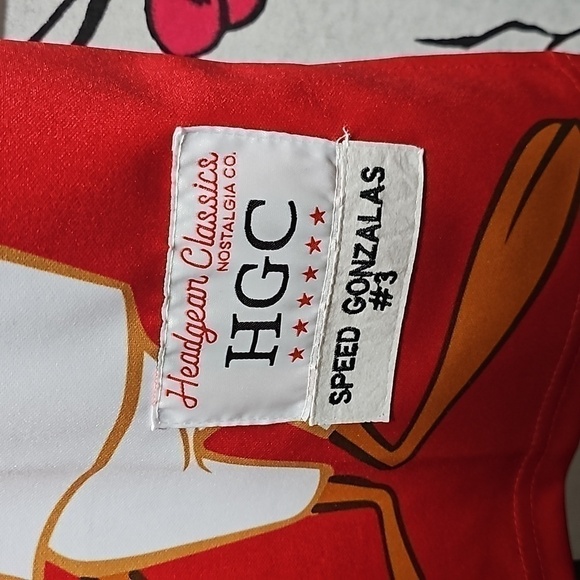 Headgear Classics
NOSTALGIA CO.
HGC
SPEED GONZALAS
#3